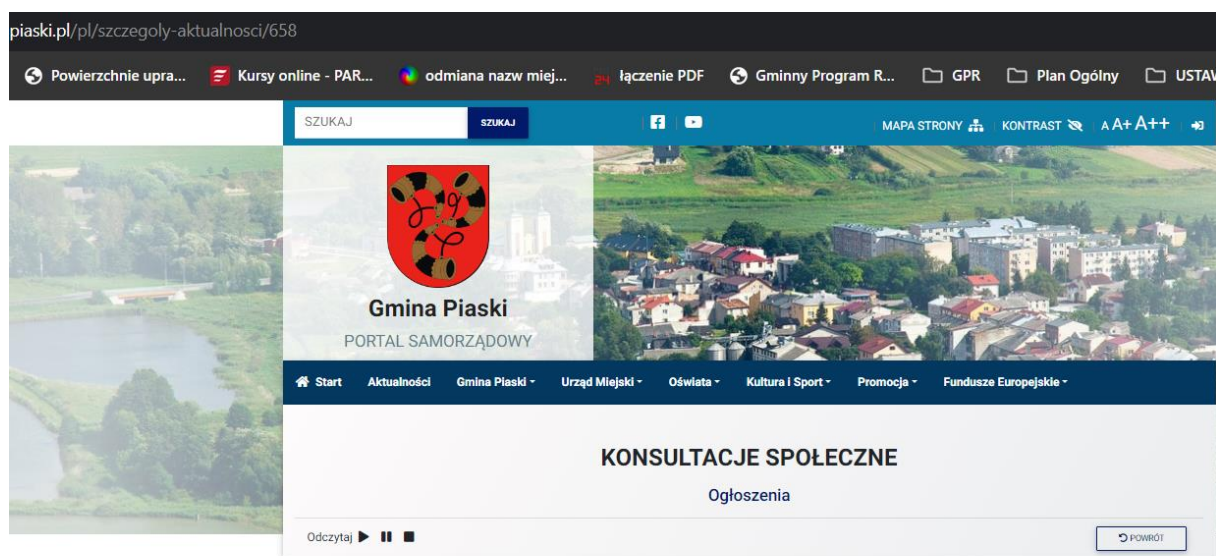 piaski.pl/pl/szczegoly-aktualnosci/658
Powierzchnie upra... Kursy online - PAR... odmiana nazw miej... łączenie PDF Gminny Program R... GPR Plan Ogólny USTAW
SZUKAJ SZUKAJ MAPA STRONY KONTRAST A A+ A++
Gmina Piaski
PORTAL SAMORZĄDOWY
Start Aktualności Gmina Piaski Urząd Miejski Oświata Kultura i Sport Promocja Fundusze Europejskie
KONSULTACJE SPOŁECZNE
Ogłoszenia
Odczytaj POWRÓT